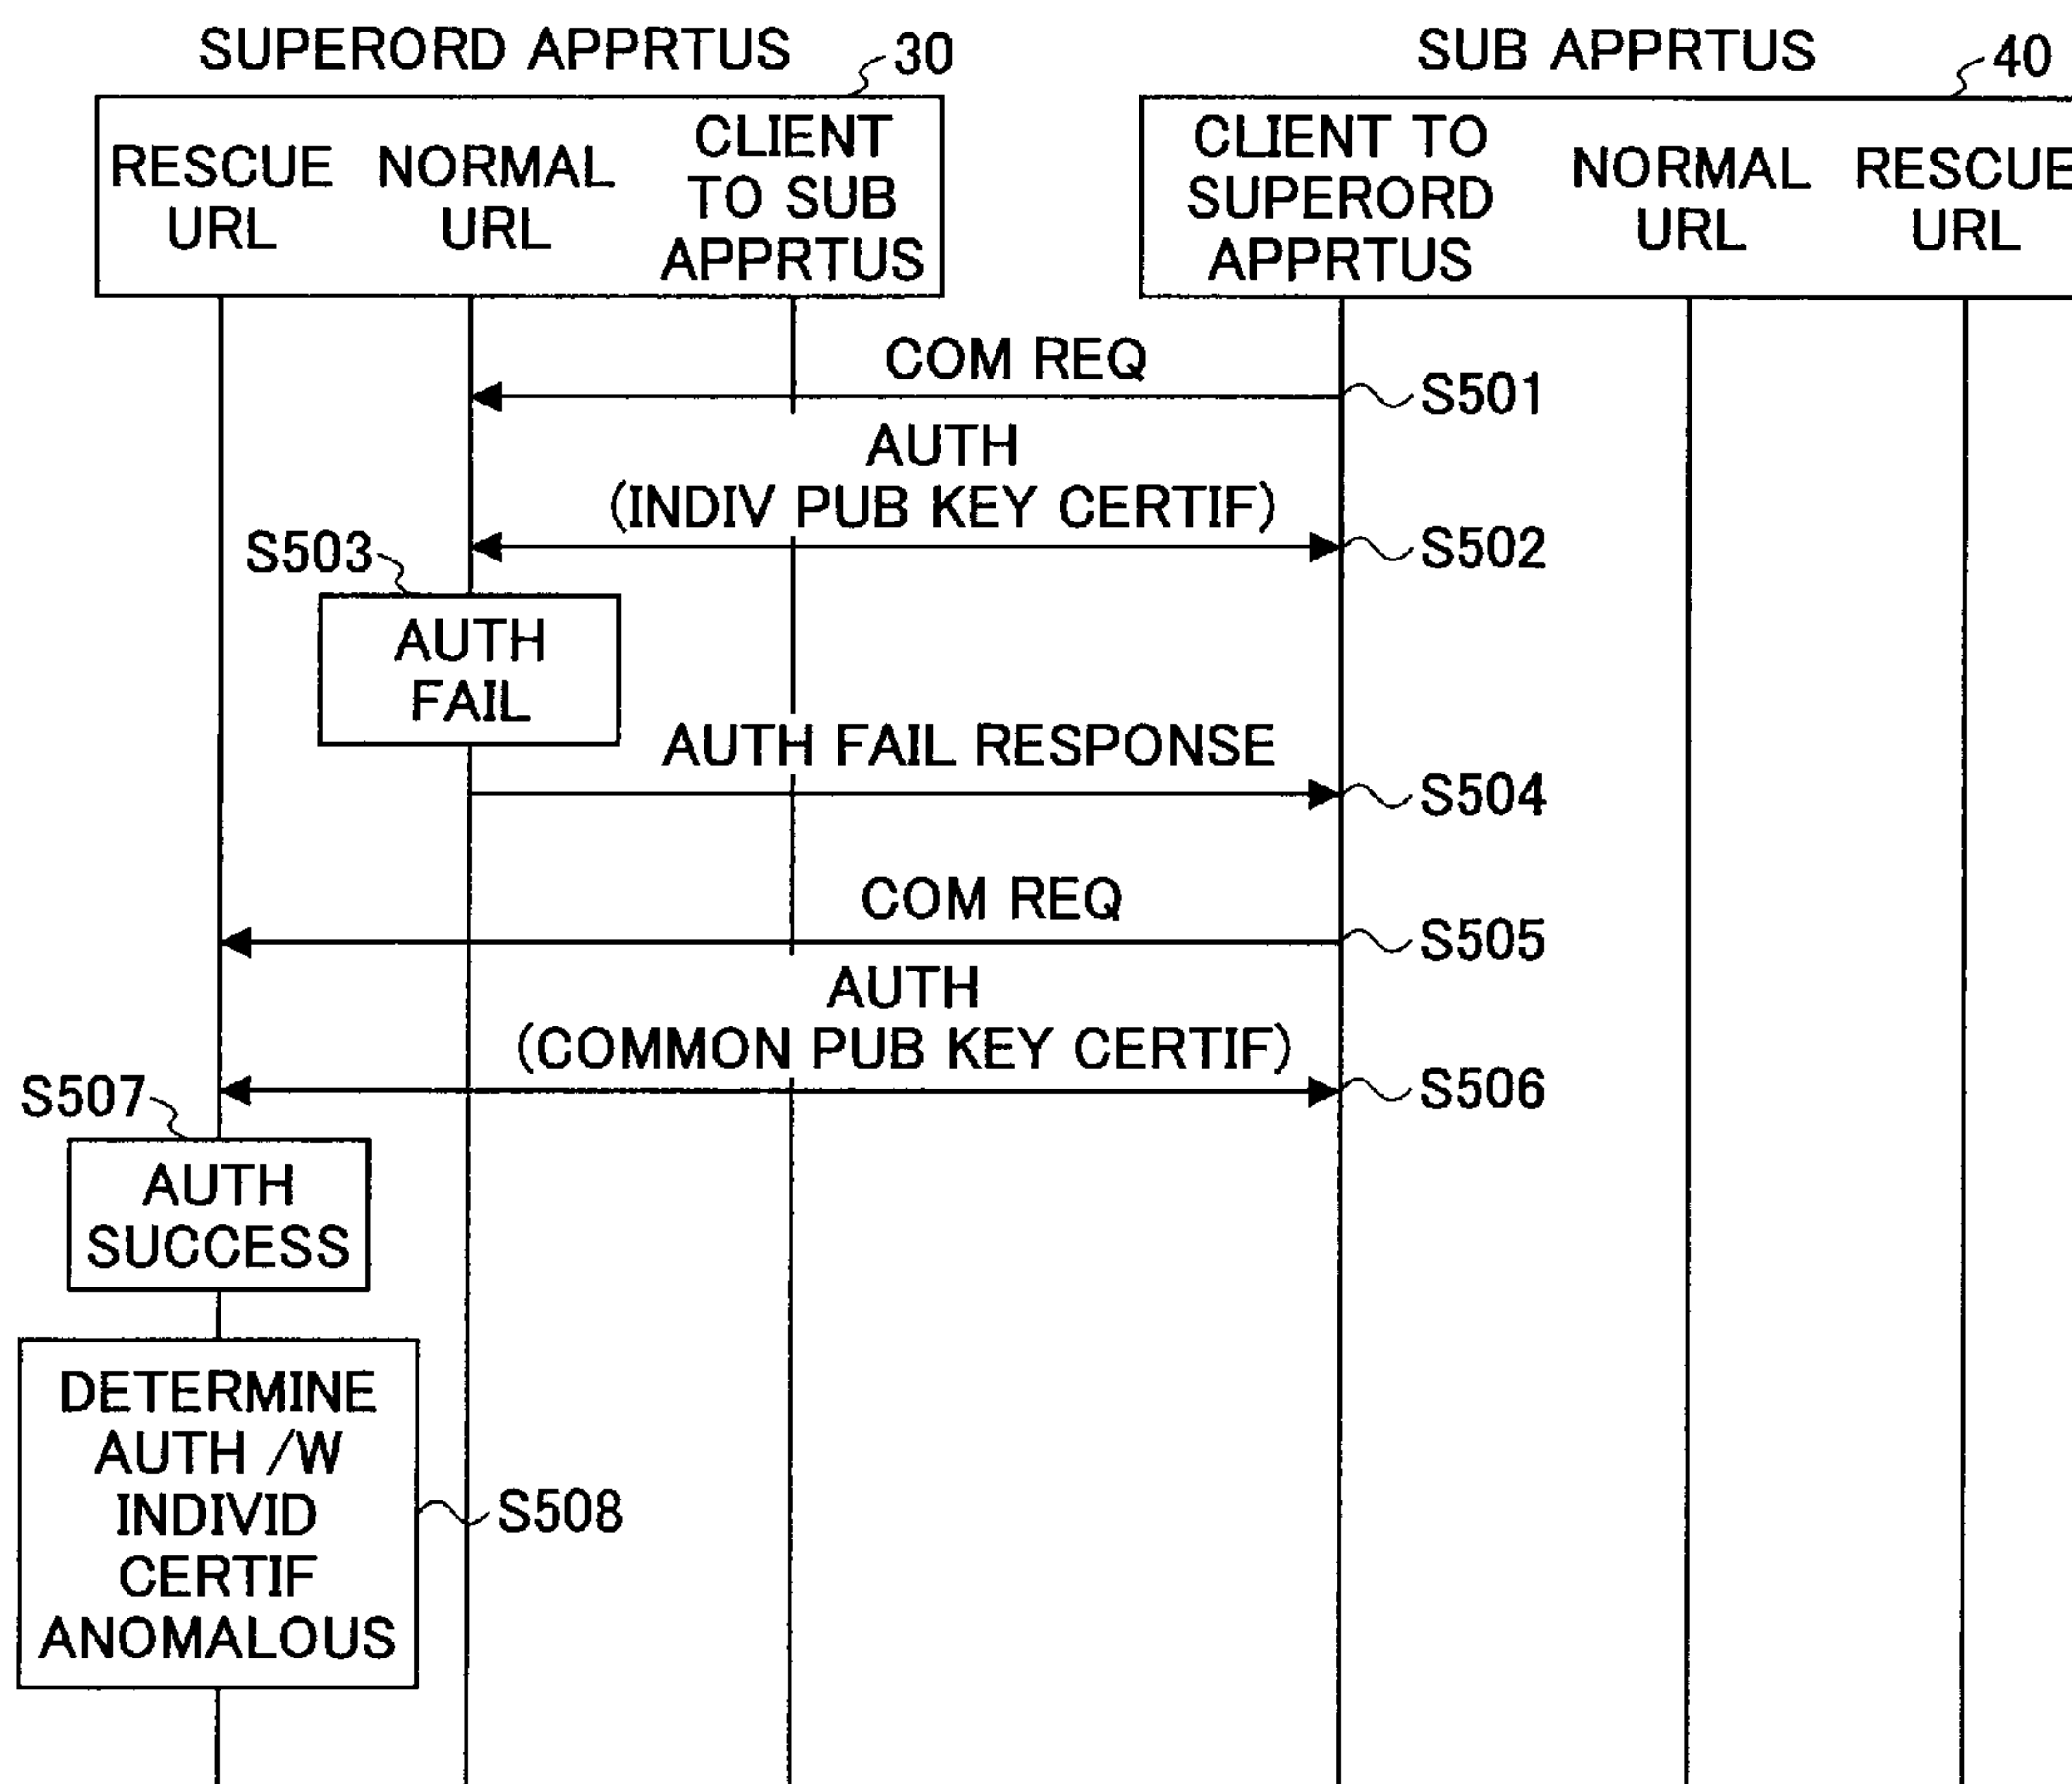 SUPERORD APPRTUS
30
SUB APPRTUS
40
RESCUE
URL
NORMAL
URL
CLIENT
TO SUB
APPRTUS
CLIENT TO
SUPERORD
APPRTUS
NORMAL
URL
RESCUE
URL
COM REQ
S501
AUTH
(INDIV PUB KEY CERTIF)
S502
S503
AUTH
FAIL
AUTH FAIL RESPONSE
S504
COM REQ
S505
AUTH
(COMMON PUB KEY CERTIF)
S506
S507
AUTH
SUCCESS
DETERMINE
AUTH /W
INDIVID
CERTIF
ANOMALOUS
S508